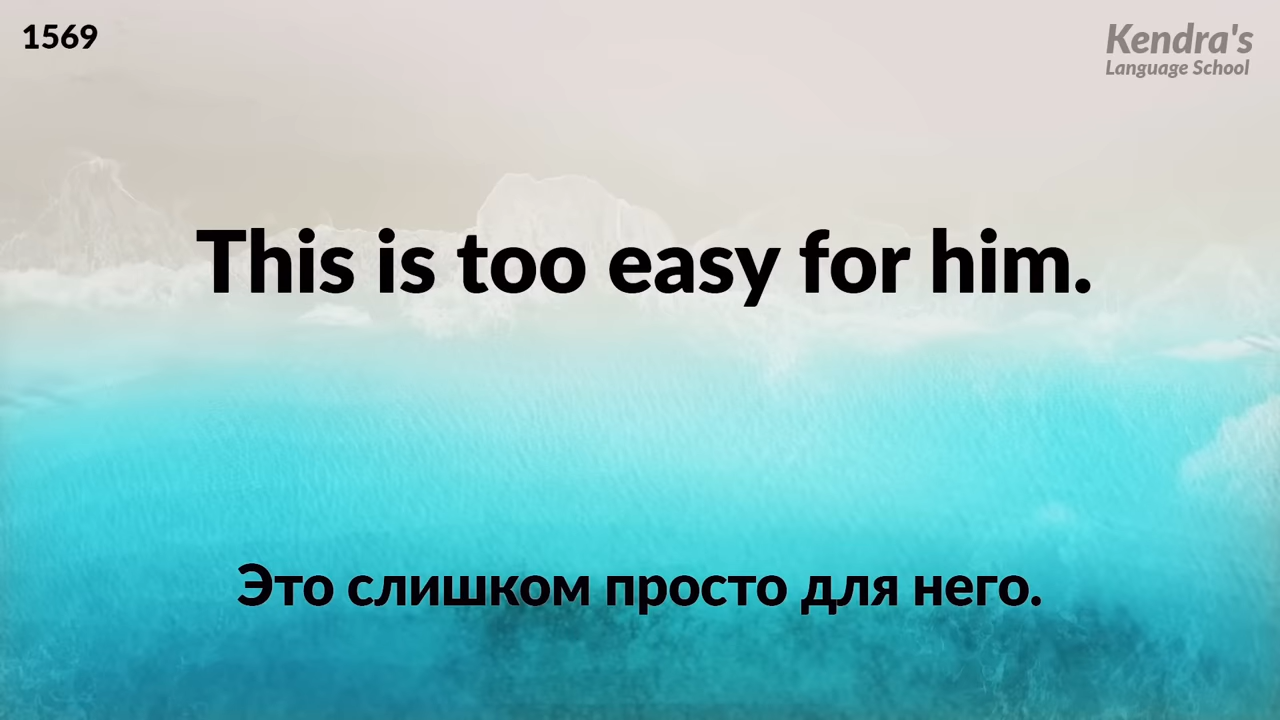 1569
Kendra's
Language School
This is too easy for him.
Это слишком просто для него.